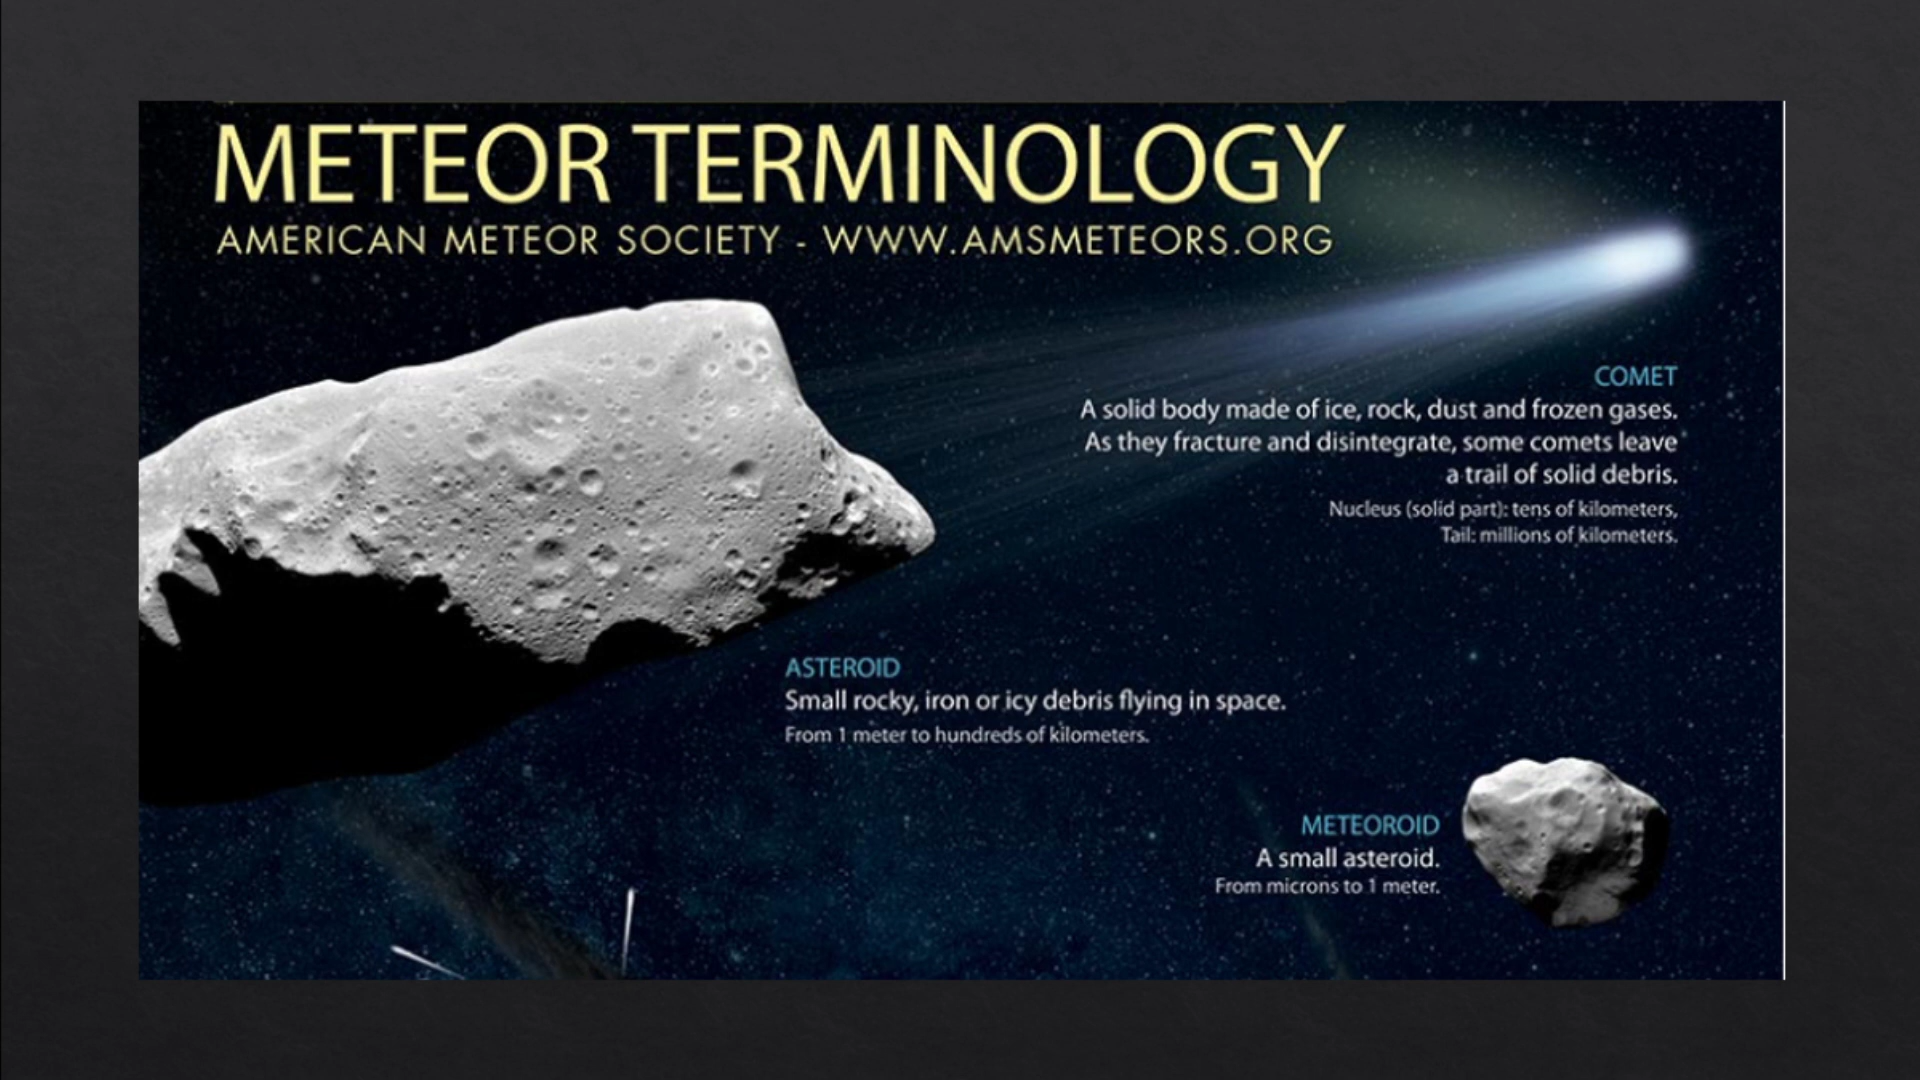 METEOR TERMINOLOGY
AMERICAN METEOR SOCIETY - WWW.AMSMETEORS.ORG
COMET
A solid body made of ice, rock, dust and frozen gases.
As they fracture and disintegrate, some comets leave
a trail of solid debris.
Nucleus (solid part): tens of kilometers,
Tail: millions of kilometers.
ASTEROID
Small rocky, iron or icy debris flying in space.
From 1 meter to hundreds of kilometers.
METEOROID
A small asteroid.
From microns to 1 meter.